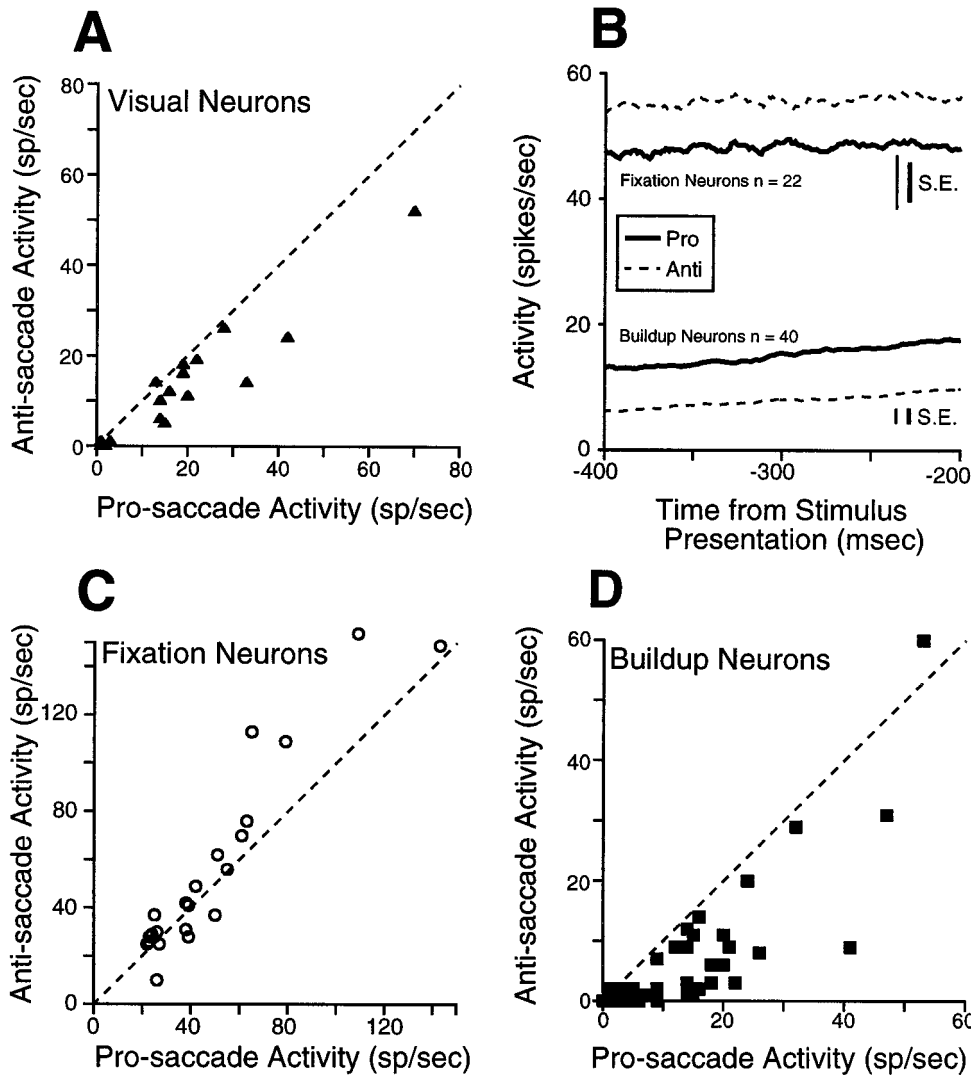 A
Visual Neurons
Anti-saccade Activity (sp/sec)
80
60
40
20
0
0 20 40 60 80
Pro-saccade Activity (sp/sec)
B
Activity (spikes/sec)
60
40
20
0
Fixation Neurons n = 22
S.E.
Pro
Anti
Buildup Neurons n = 40
S.E.
-400 -300 -200
Time from Stimulus
Presentation (msec)
C
Fixation Neurons
Anti-saccade Activity (sp/sec)
120
80
40
0
0 40 80 120
Pro-saccade Activity (sp/sec)
D
Buildup Neurons
Anti-saccade Activity (sp/sec)
60
40
20
0
0 20 40 60
Pro-saccade Activity (sp/sec)